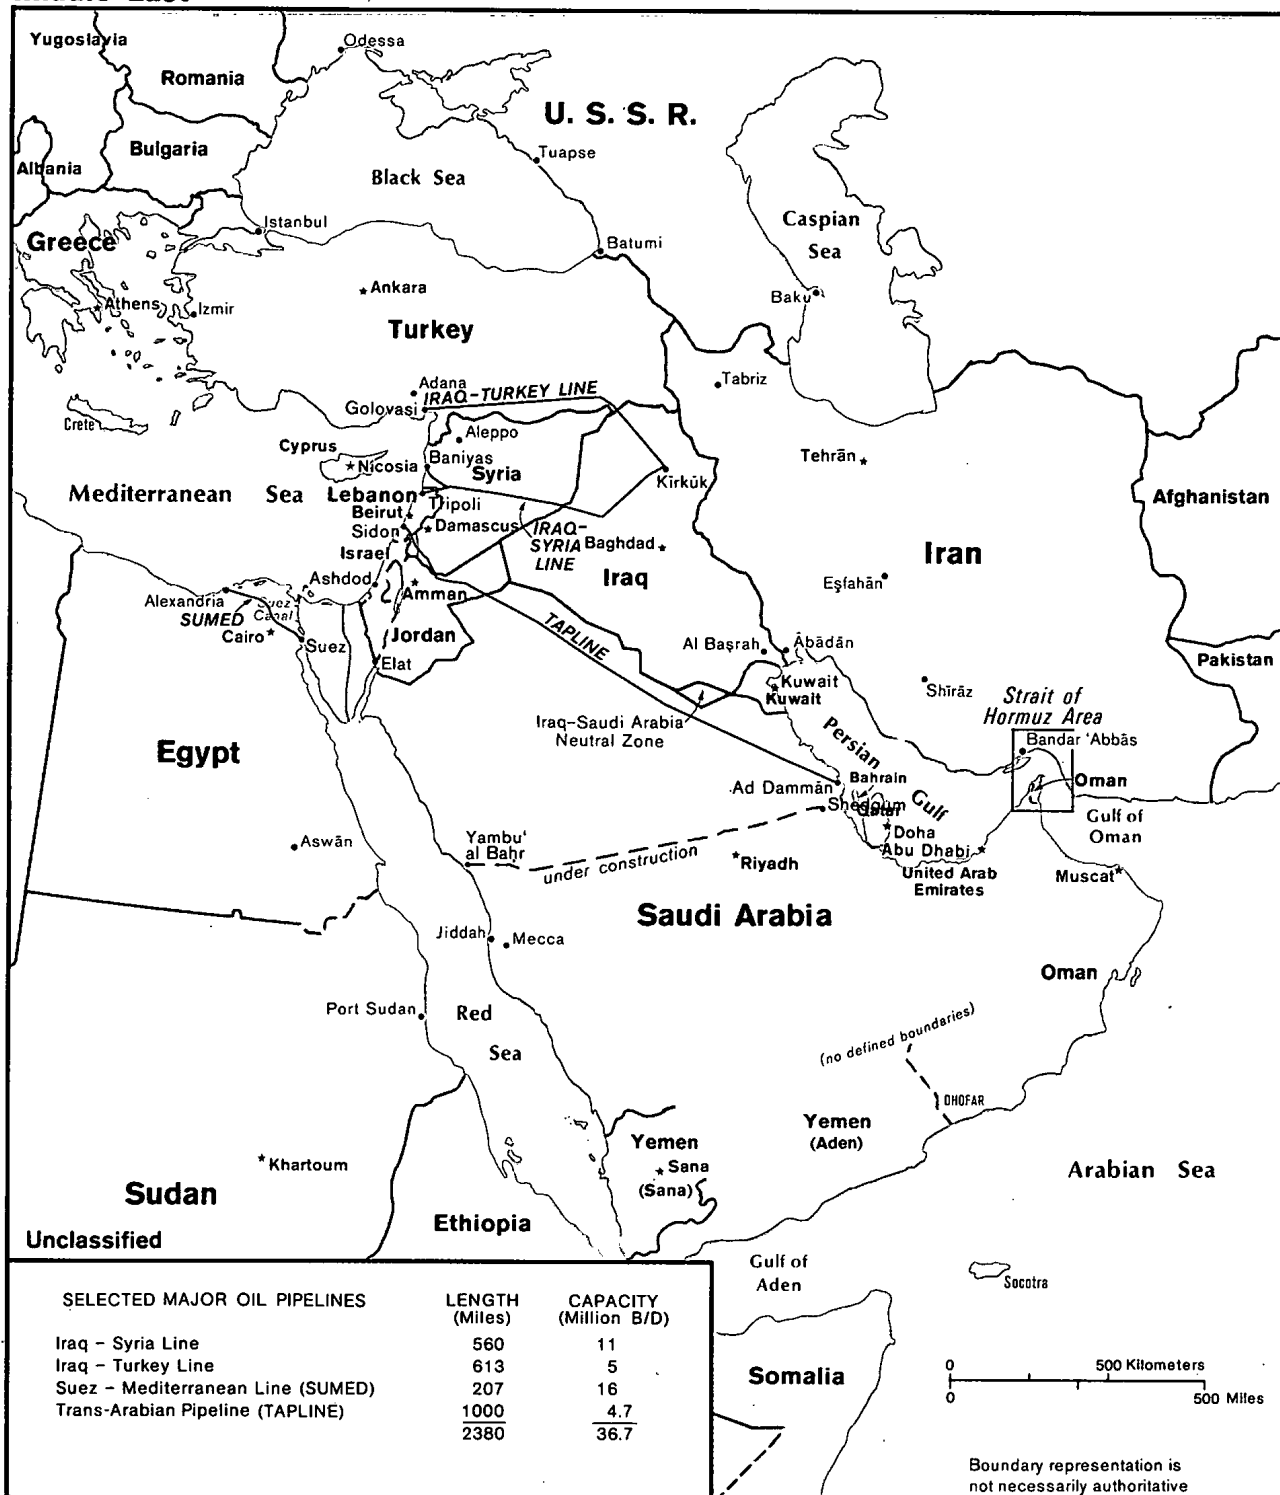 Yugoslavia
Romania
Odessa
U. S. S. R.
Bulgaria
Albania
Black Sea
Tuapse
Caspian
Sea
Istanbul
Greece
Batumi
Ankara
Athens
Izmir
Baku
Turkey
Adana
IRAQ-TURKEY LINE
Golovasi
Tabriz
Crete
Aleppo
Cyprus
Nicosia
Baniyas
Syria
Tehrān
Kīrkūk
Mediterranean Sea
Lebanon
Tripoli
Beirut
Damascus
Sidon
IRAQ-
SYRIA
LINE
Baghdad
Afghanistan
Israel
Iran
Iraq
Ashdod
Amman
Eşfahān
Alexandria
Suez
Canal
SUMED
Cairo
Suez
Jordan
TAPLINE
Al Başrah
Ābādān
Elat
Kuwait
Kuwait
Pakistan
Shīrāz
Strait of
Hormuz Area
Iraq-Saudi Arabia
Neutral Zone
Bandar 'Abbās
Egypt
Persian
Gulf
Ad Dammān
Bahrain
Oman
Shedgum
Qatar
Gulf of
Oman
Doha
Abu Dhabi
Aswān
Yambu'
al Baḥr
under construction
Riyadh
United Arab
Emirates
Muscat
Saudi Arabia
Jiddah
Mecca
Oman
Port Sudan
Red
Sea
(no defined boundaries)
DHOFAR
Yemen
(Aden)
Yemen
Sana
(Sana)
Khartoum
Arabian Sea
Sudan
Ethiopia
Unclassified
Gulf of
Aden
Socotra
SELECTED MAJOR OIL PIPELINES LENGTH CAPACITY
(Miles) (Million B/D)
Iraq - Syria Line 560 11
Iraq - Turkey Line 613 5
Suez - Mediterranean Line (SUMED) 207 16
Trans-Arabian Pipeline (TAPLINE) 1000 4.7
2380 36.7
Somalia
0 500 Kilometers
0 500 Miles
Boundary representation is
not necessarily authoritative